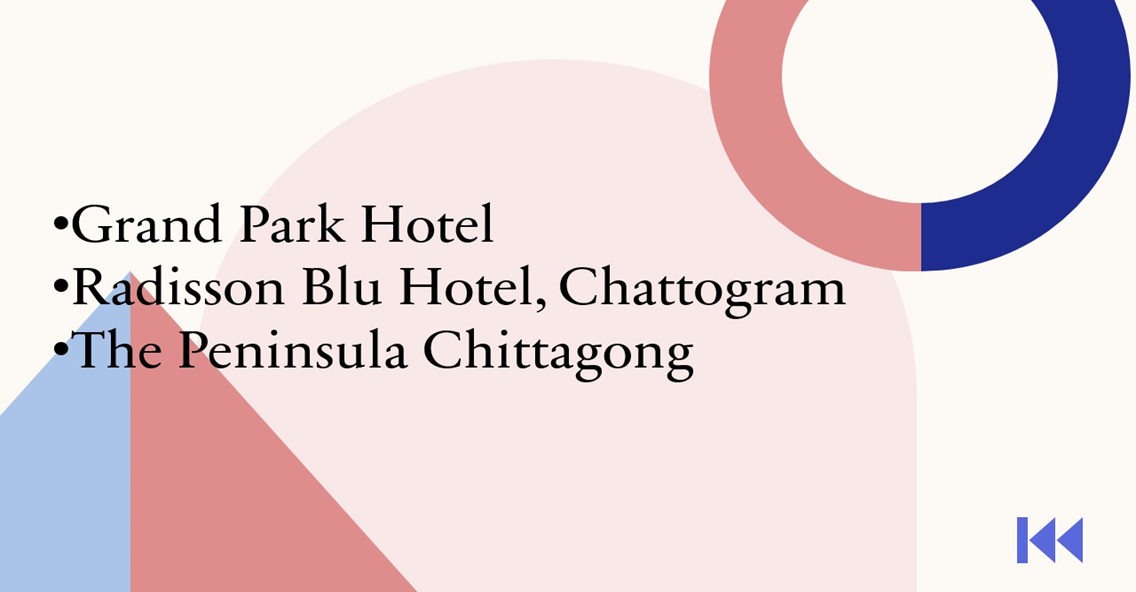 •Grand Park Hotel
•Radisson Blu Hotel, Chattogram
•The Peninsula Chittagong